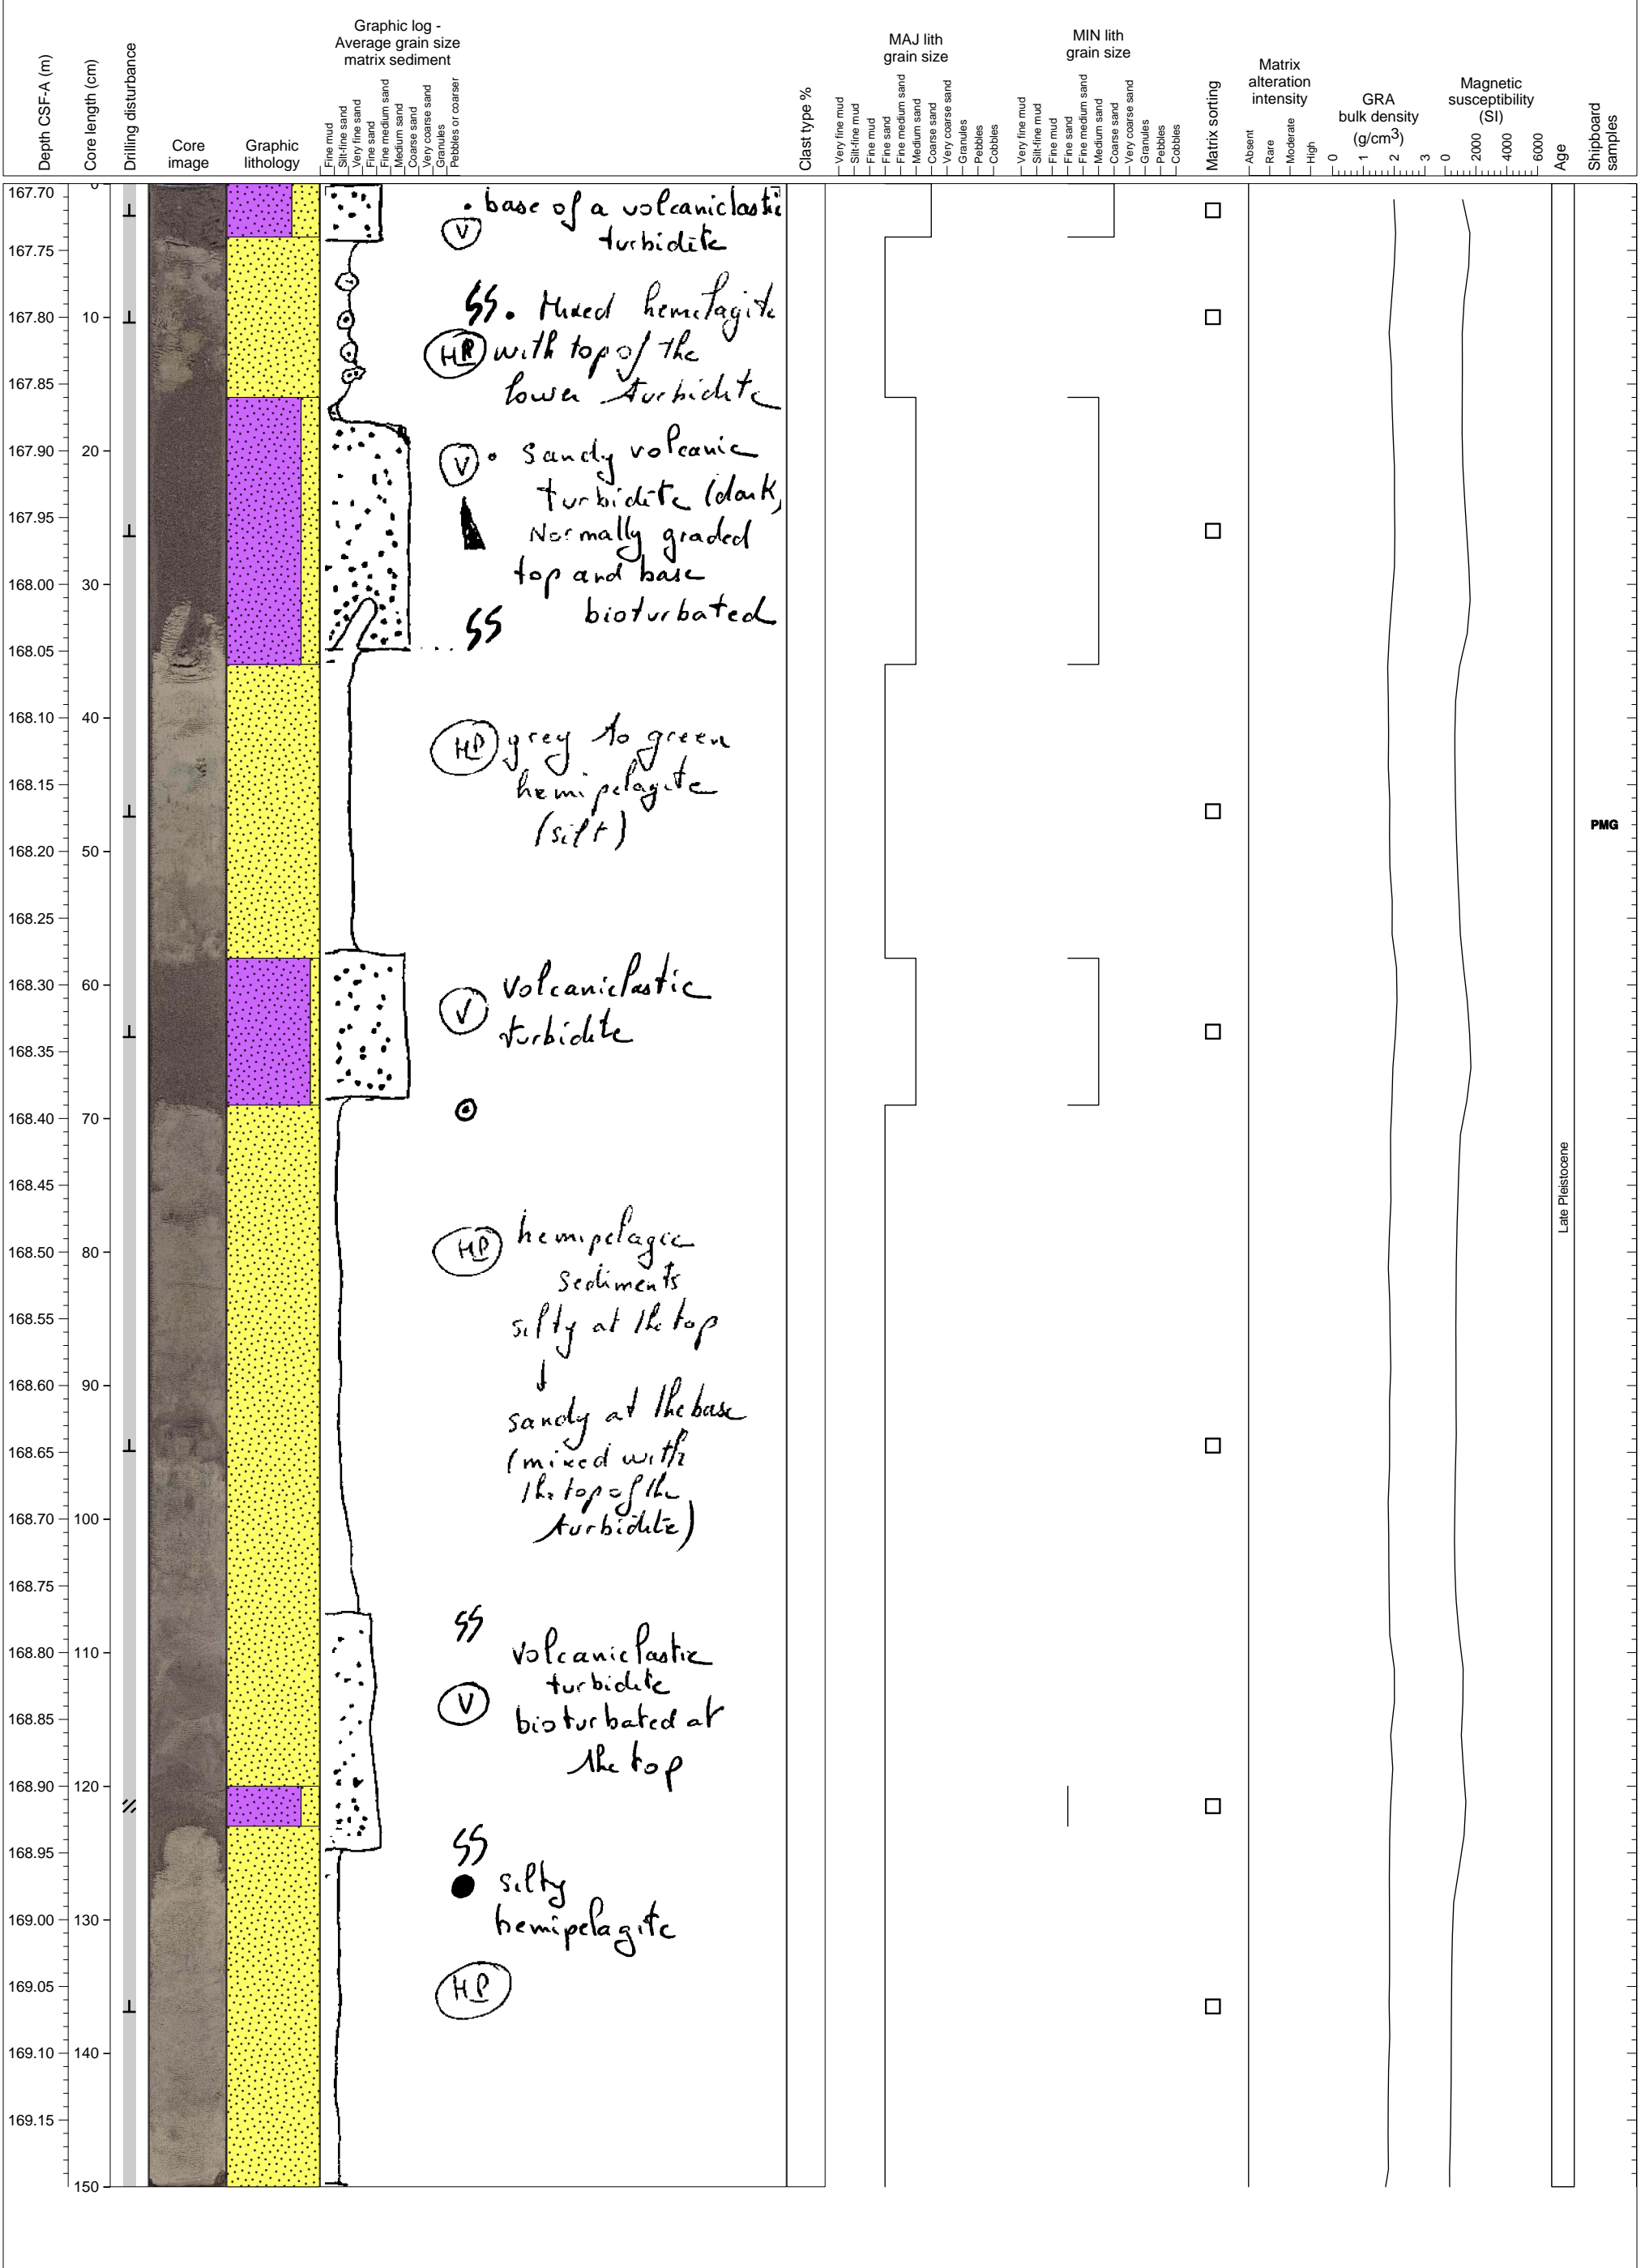 Depth CSF-A (m)
Core length (cm)
Drilling disturbance
Core
image
Graphic
lithology
Graphic log -
Average grain size
matrix sediment
Fine mud
Silt-fine sand
Very fine sand
Fine sand
Fine medium sand
Medium sand
Coarse sand
Very coarse sand
Granules
Pebbles or coarser
Clast type %
MAJ lith
grain size
Very fine mud
Silt-fine mud
Fine mud
Fine sand
Fine medium sand
Medium sand
Coarse sand
Very coarse sand
Granules
Pebbles
Cobbles
MIN lith
grain size
Very fine mud
Silt-fine mud
Fine mud
Fine sand
Fine medium sand
Medium sand
Coarse sand
Very coarse sand
Granules
Pebbles
Cobbles
Matrix sorting
Matrix
alteration
intensity
Absent
Rare
Moderate
High
GRA
bulk density
(g/cm3)
0 1 2 3
Magnetic
susceptibility
(SI)
0 2000 4000 6000
Age
Shipboard
samples
167.70 0
167.75
167.80 10
167.85
167.90 20
167.95
168.00 30
168.05
168.10 40
168.15
168.20 50
168.25
168.30 60
168.35
168.40 70
168.45
168.50 80
168.55
168.60 90
168.65
168.70 100
168.75
168.80 110
168.85
168.90 120
168.95
169.00 130
169.05
169.10 140
169.15
150
• base of a volcaniclastic
V turbidite
SS • Mixed hemelagite
HP with top of the
lower turbidite
V • sandy volcanic
turbidite (dark,
Normally graded
top and base
bioturbated
SS
HP grey to green
hemipelagite
(silt)
V volcaniclastic
turbidite
HP hemipelagic
sediments
silty at the top
↓
sandy at the base
(mixed with
the top of the
turbidite)
SS
volcaniclastic
V turbidite
bioturbated at
the top
SS
silty
hemipelagite
HP
Late Pleistocene
PMG